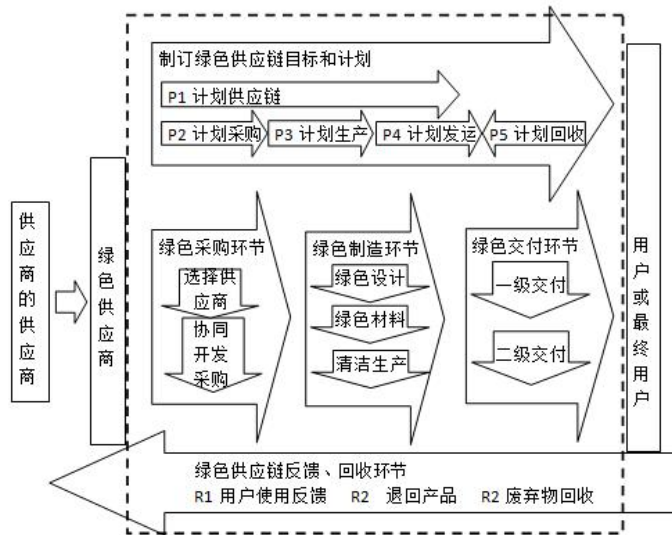 制订绿色供应链目标和计划
P1 计划供应链
P2 计划采购
P3 计划生产
P4 计划发运
P5 计划回收
供应商的供应商
绿色供应商
绿色采购环节
选择供
应商
协同
开发
采购
绿色制造环节
绿色设计
绿色材料
清洁生产
绿色交付环节
一级交付
二级交付
用户或最终用户
绿色供应链反馈、回收环节
R1 用户使用反馈 R2 退回产品 R2 废弃物回收